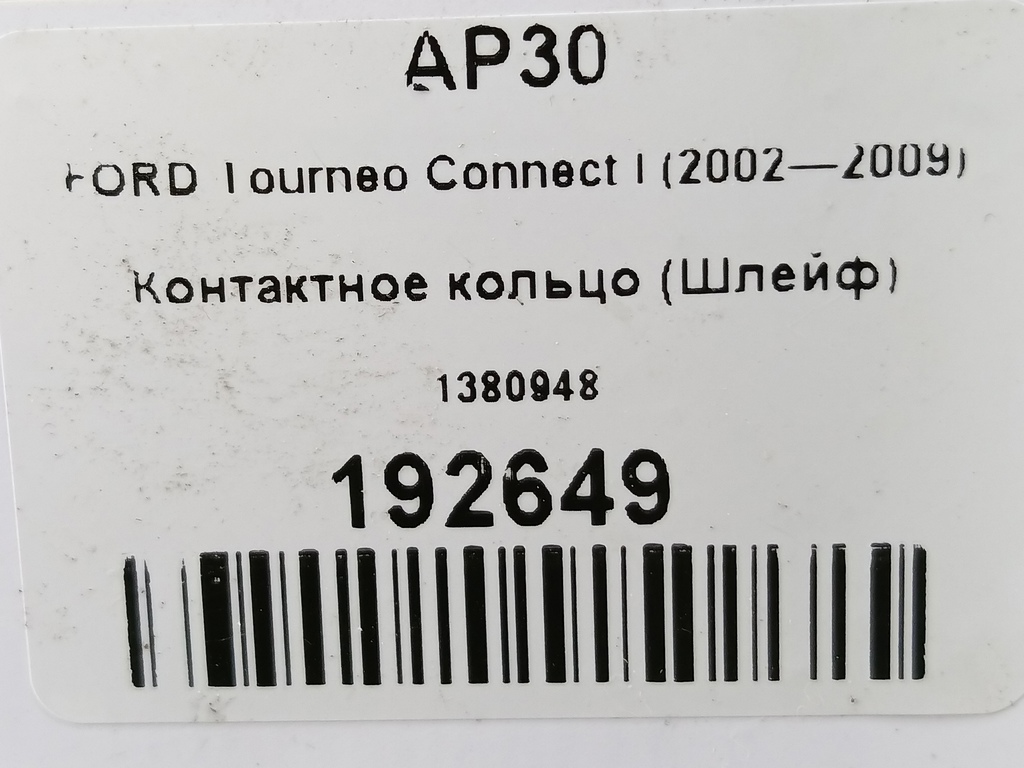 AP30
FORD Tourneo Connect I (2002—2009)
Контактное кольцо (Шлейф)
1380948
192649